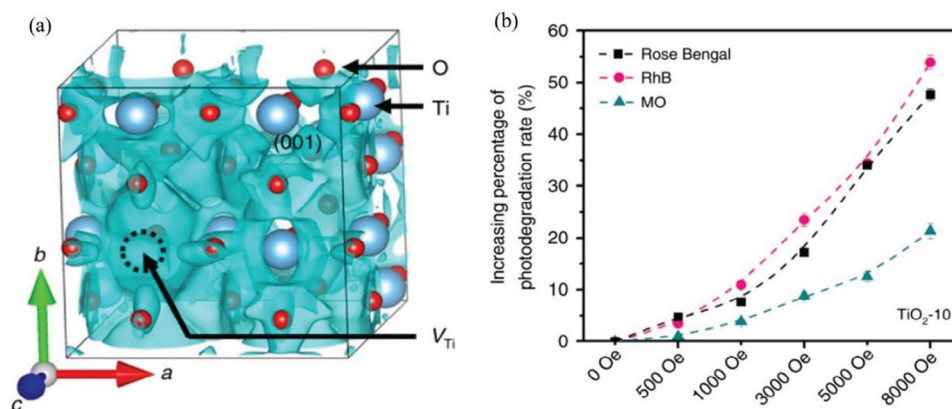 (a)
O
Ti
(001)
b
V_Ti
a
c
(b)
Increasing percentage of
photodegradation rate (%)
60
50
40
30
20
10
0
Rose Bengal
RhB
MO
TiO₂-10
0 Oe
500 Oe
1000 Oe
3000 Oe
5000 Oe
8000 Oe